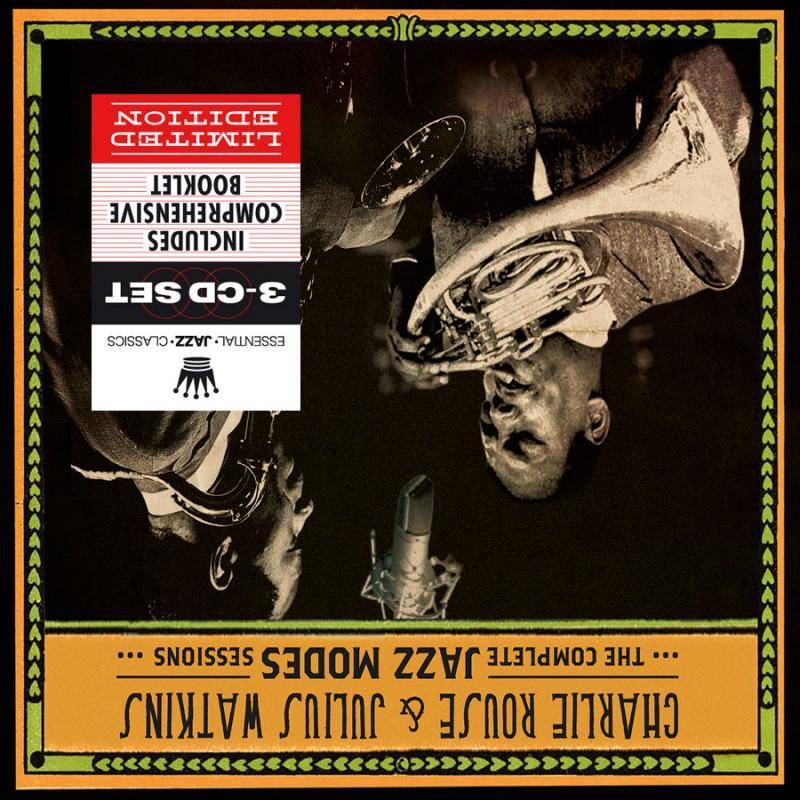 CHARLIE ROUSE & JULIUS WATKINS
... THE COMPLETE JAZZ MODES SESSIONS ...
ESSENTIAL·JAZZ·CLASSICS
3-CD SET
INCLUDES
COMPREHENSIVE
BOOKLET
LIMITED
EDITION